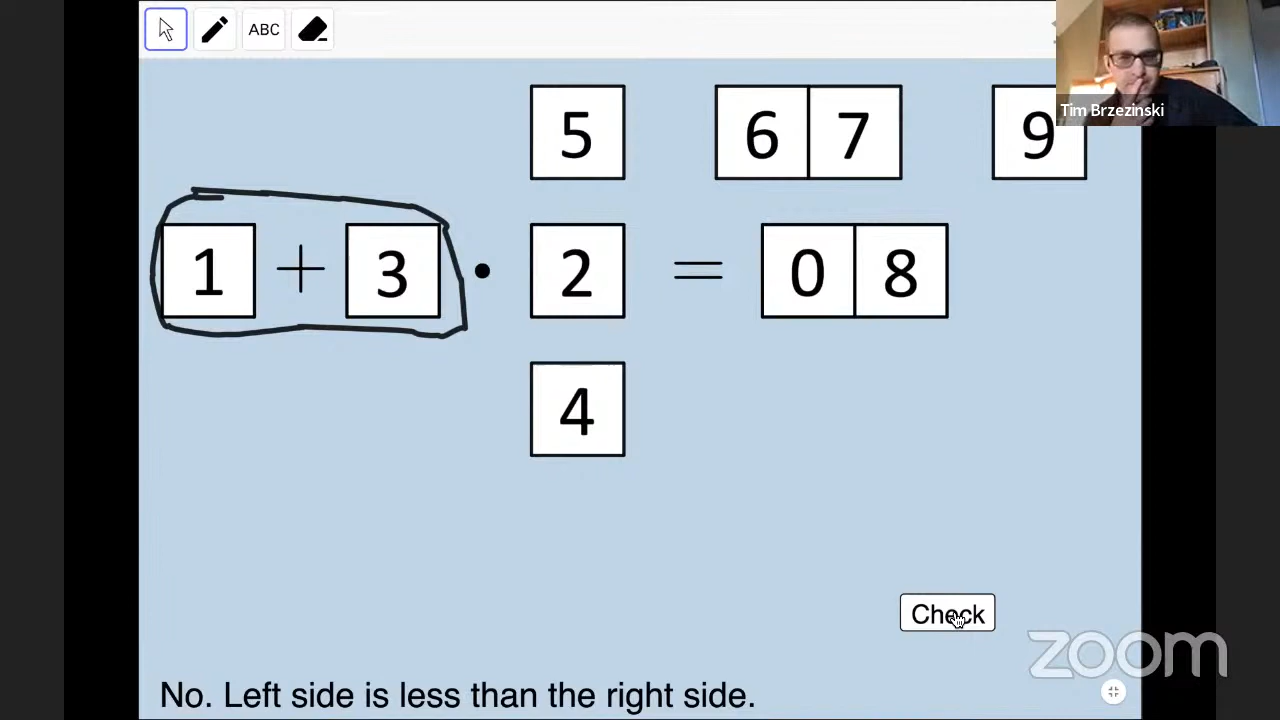 ABC
Tim Brzezinski
5 6 7 9
1 + 3 • 2 = 0 8
4
Check
No. Left side is less than the right side.
zoom